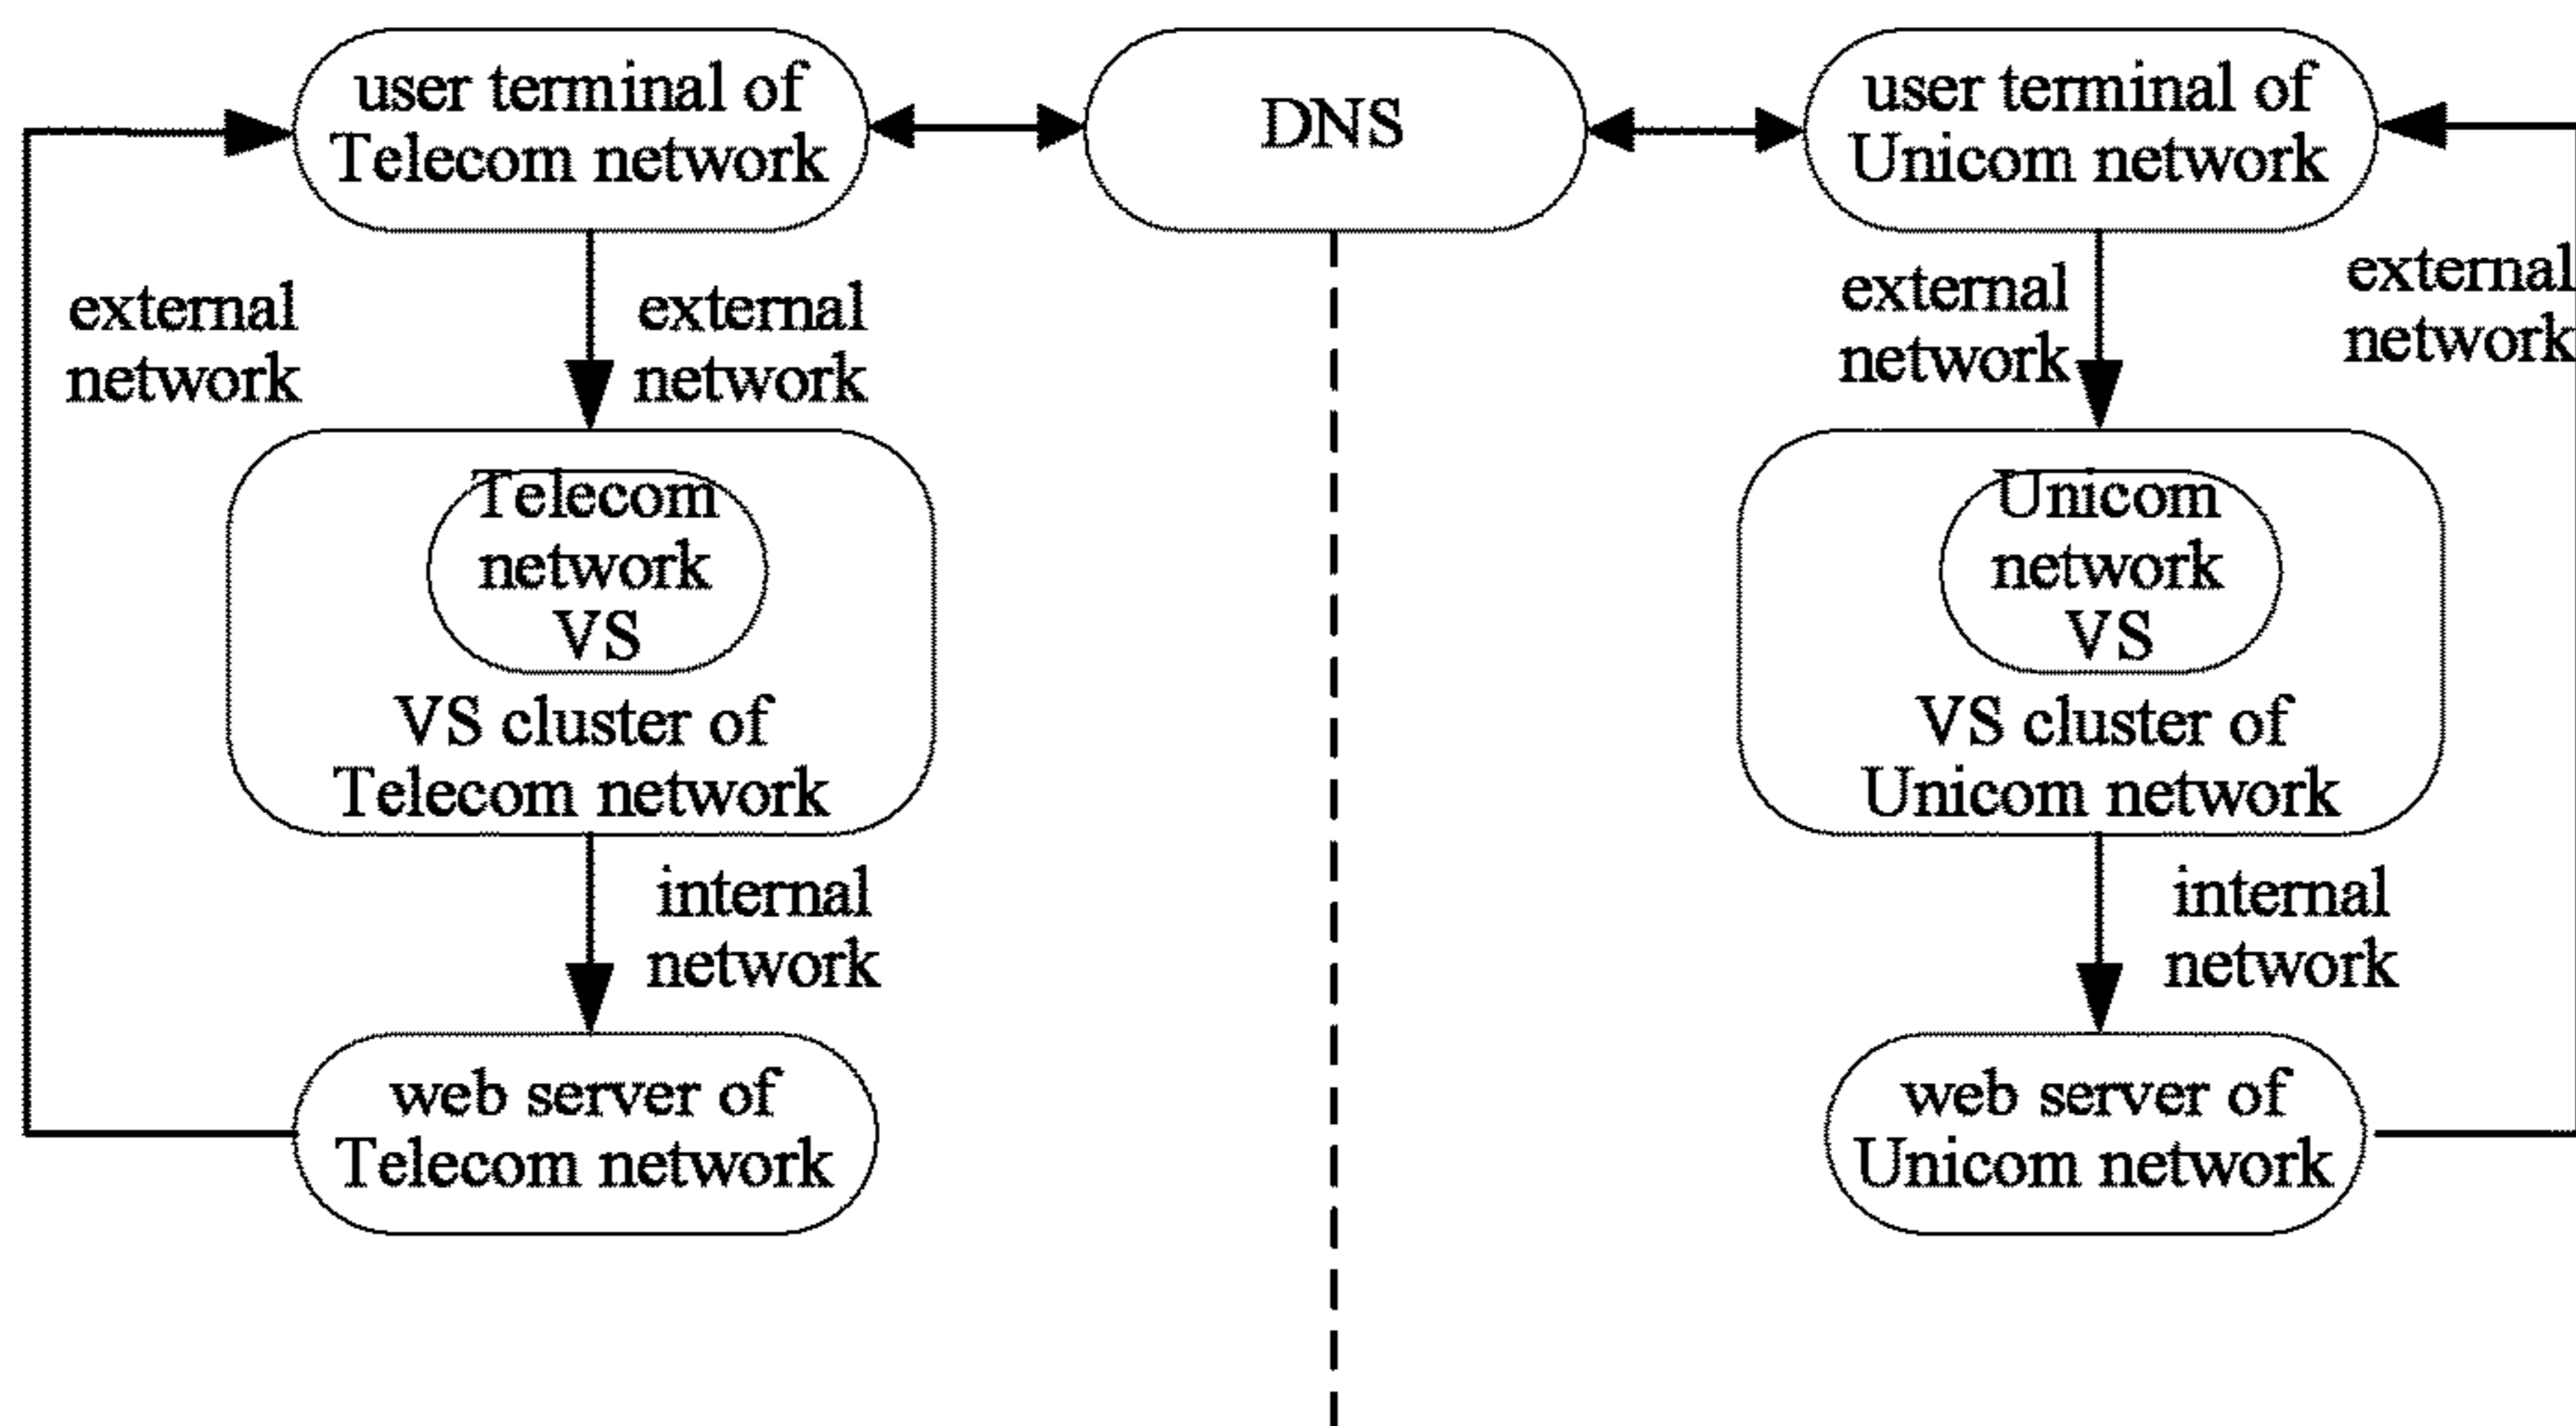 user terminal of
Telecom network
DNS
user terminal of
Unicom network
external
network
external
network
external
network
external
network
Telecom
network
VS
VS cluster of
Telecom network
Unicom
network
VS
VS cluster of
Unicom network
internal
network
internal
network
web server of
Telecom network
web server of
Unicom network